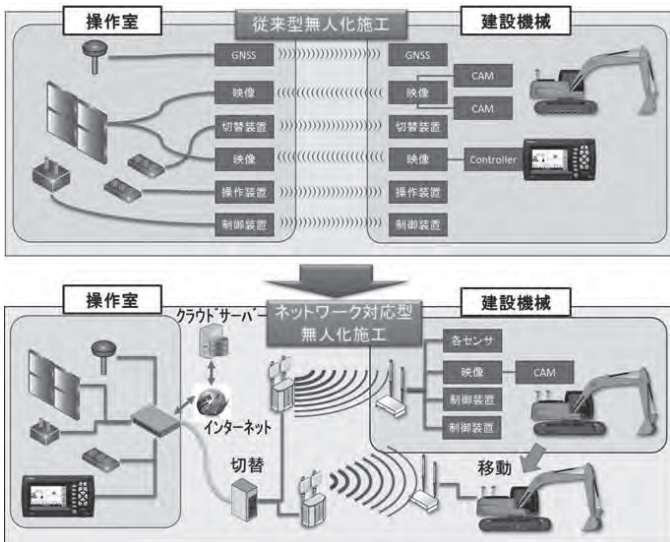 操作室
従来型無人化施工
建設機械
GNSS
GNSS
CAM
映像
映像
CAM
切替装置
切替装置
映像
映像
Controller
操作装置
操作装置
制御装置
制御装置
操作室
クラウドサーバー
ネットワーク対応型
無人化施工
建設機械
各センサ
映像
CAM
制御装置
制御装置
インターネット
切替
移動